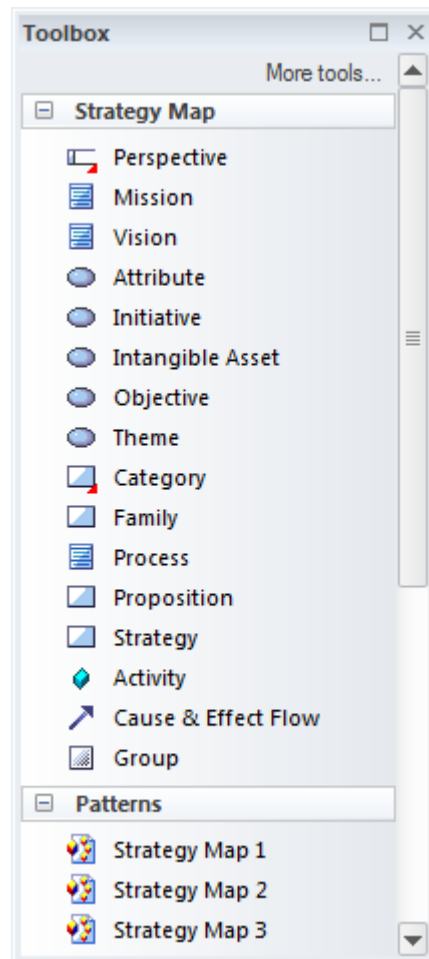 Toolbox
More tools...
Strategy Map
Perspective
Mission
Vision
Attribute
Initiative
Intangible Asset
Objective
Theme
Category
Family
Process
Proposition
Strategy
Activity
Cause & Effect Flow
Group
Patterns
Strategy Map 1
Strategy Map 2
Strategy Map 3